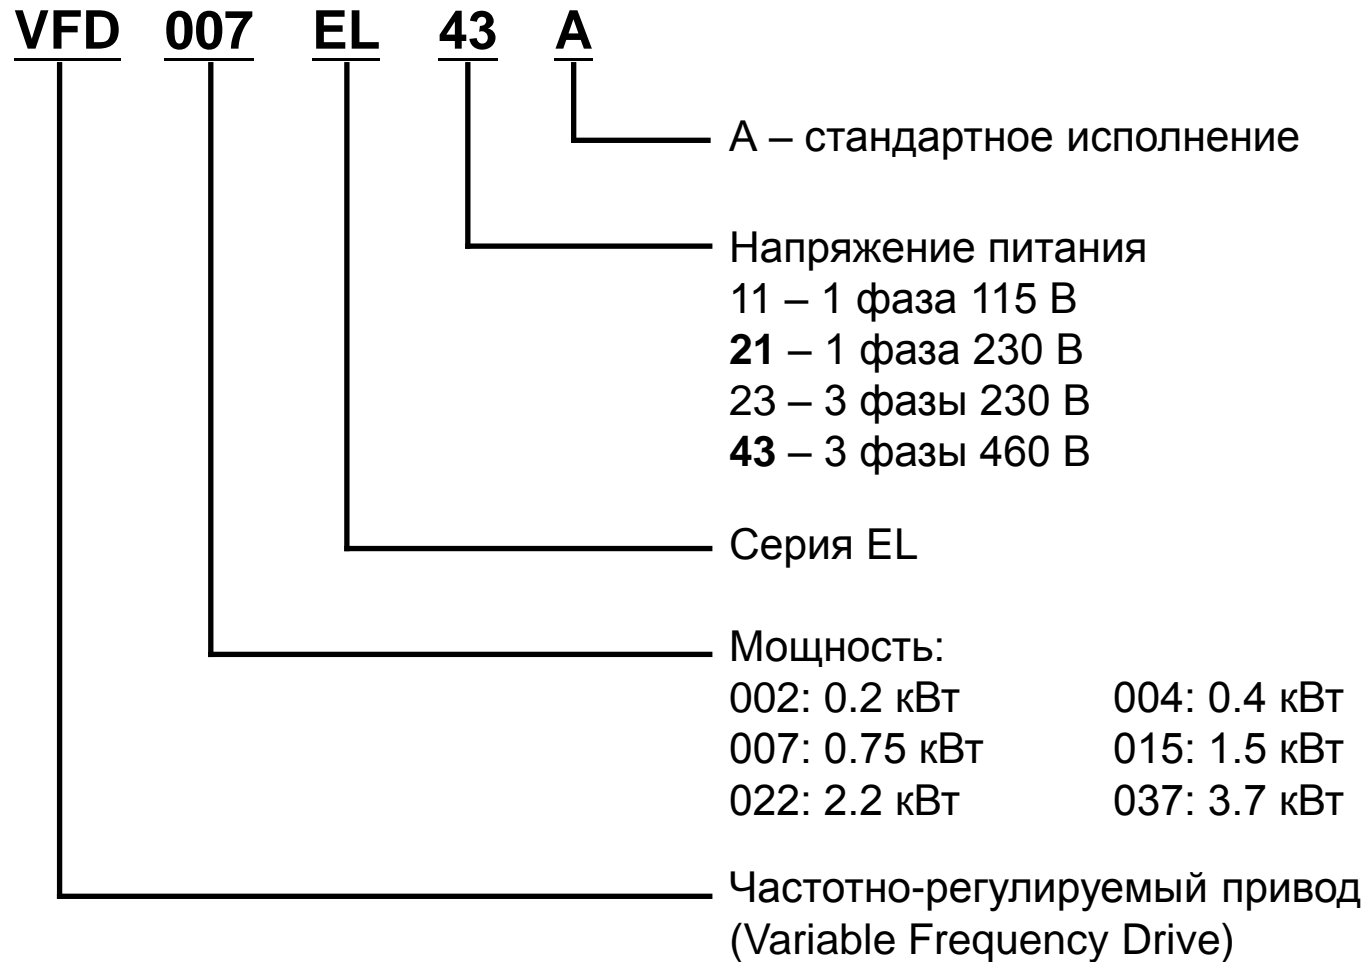 VFD 007 EL 43 A
А – стандартное исполнение
Напряжение питания
11 – 1 фаза 115 В
21 – 1 фаза 230 В
23 – 3 фазы 230 В
43 – 3 фазы 460 В
Серия EL
Мощность:
002: 0.2 кВт 004: 0.4 кВт
007: 0.75 кВт 015: 1.5 кВт
022: 2.2 кВт 037: 3.7 кВт
Частотно-регулируемый привод
(Variable Frequency Drive)